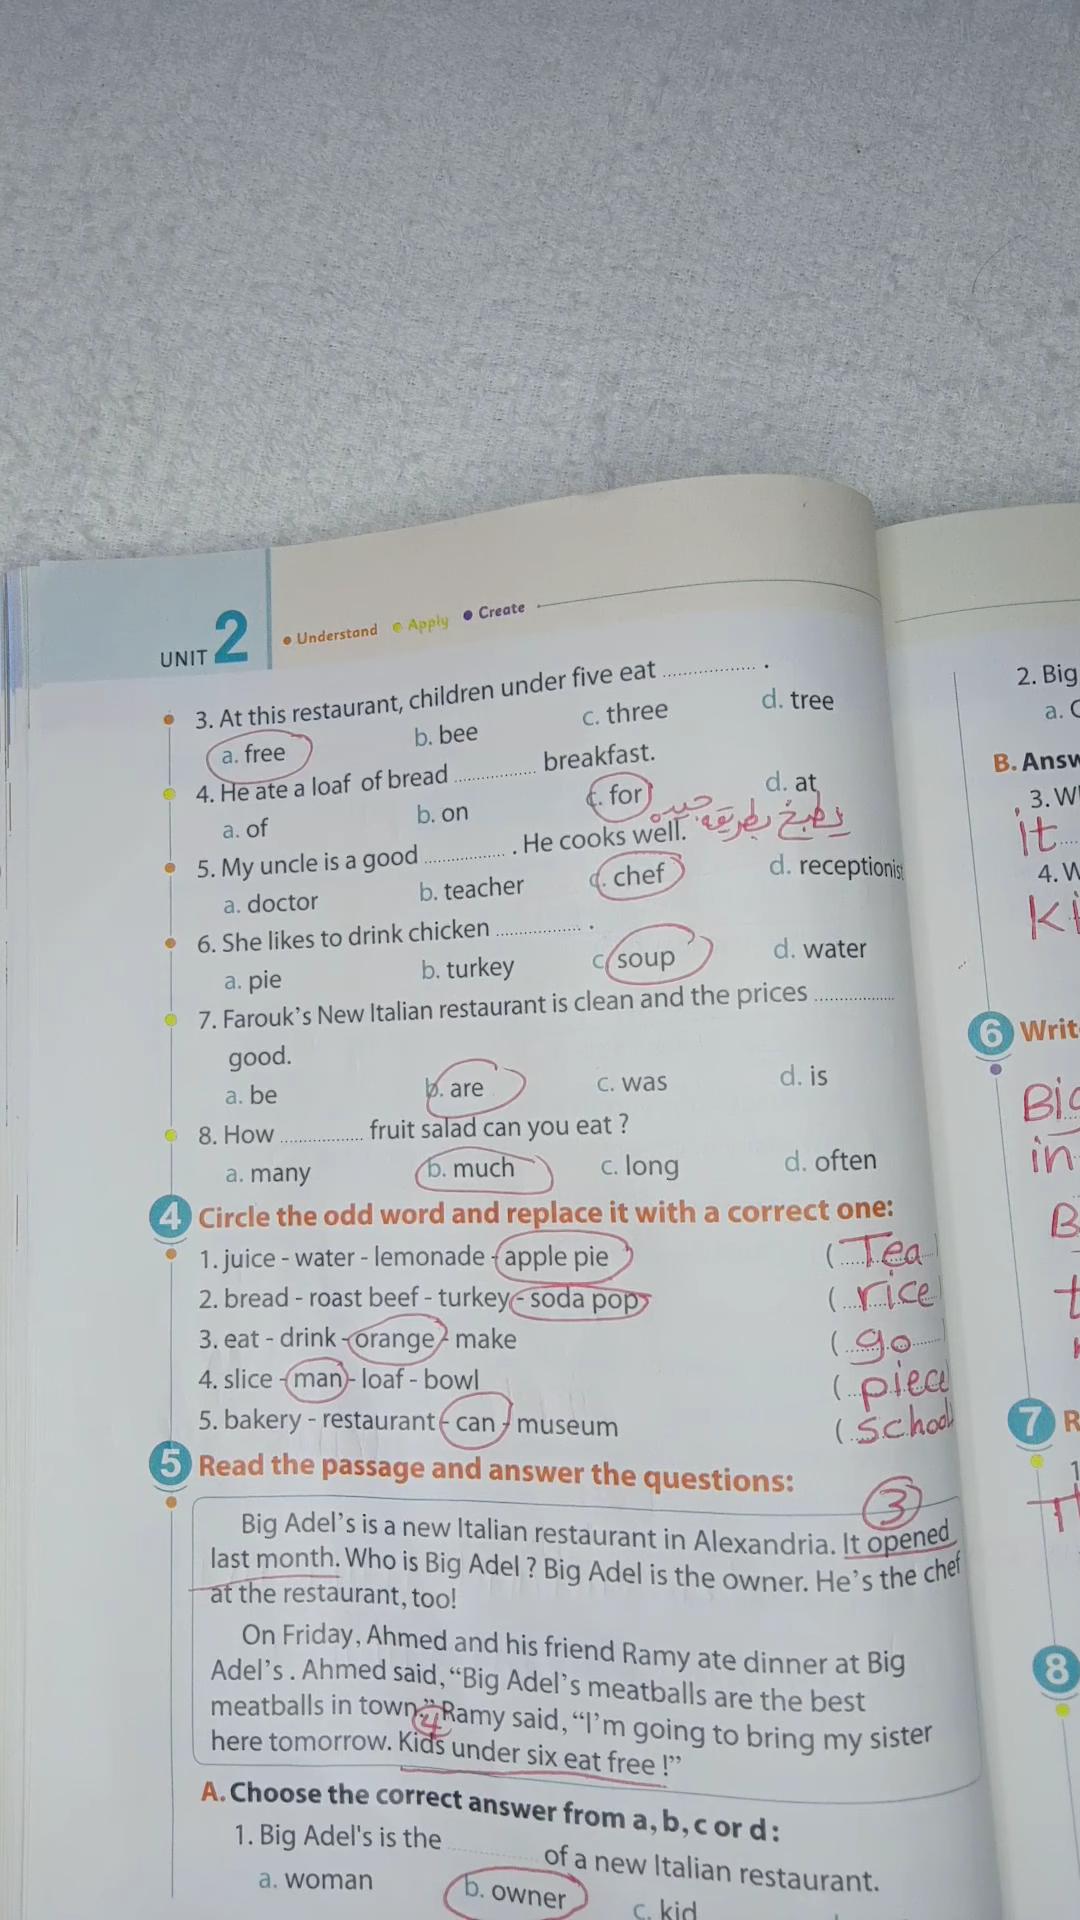 UNIT 2
• Understand • Apply • Create
3. At this restaurant, children under five eat ................ .
a. free b. bee c. three d. tree
4. He ate a loaf of bread .............. breakfast.
a. of b. on c. for d. at
يطبخ بطريقة جيدة
5. My uncle is a good .............. . He cooks well.
a. doctor b. teacher c. chef d. receptionist
6. She likes to drink chicken .............. .
a. pie b. turkey c. soup d. water
7. Farouk's New Italian restaurant is clean and the prices ..............
good.
a. be b. are c. was d. is
8. How .............. fruit salad can you eat ?
a. many b. much c. long d. often
4 Circle the odd word and replace it with a correct one:
1. juice - water - lemonade - apple pie (....Tea....)
2. bread - roast beef - turkey - soda pop (..rice..)
3. eat - drink - orange - make (..go......)
4. slice - man - loaf - bowl (..piece
5. bakery - restaurant - can - museum (..school
5 Read the passage and answer the questions:
3
Big Adel's is a new Italian restaurant in Alexandria. It opened
last month. Who is Big Adel ? Big Adel is the owner. He's the chef
at the restaurant, too!
On Friday, Ahmed and his friend Ramy ate dinner at Big
Adel's . Ahmed said, “Big Adel's meatballs are the best
meatballs in town.” Ramy said, “I'm going to bring my sister
4
here tomorrow. Kids under six eat free !”
A. Choose the correct answer from a, b, c or d :
1. Big Adel's is the .............. of a new Italian restaurant.
a. woman b. owner c. kid
2. Big
a.
B. Answ
3. W
it
4. W
Ki
6 Writ
Big
in
B
t
7 R
1
Th
8